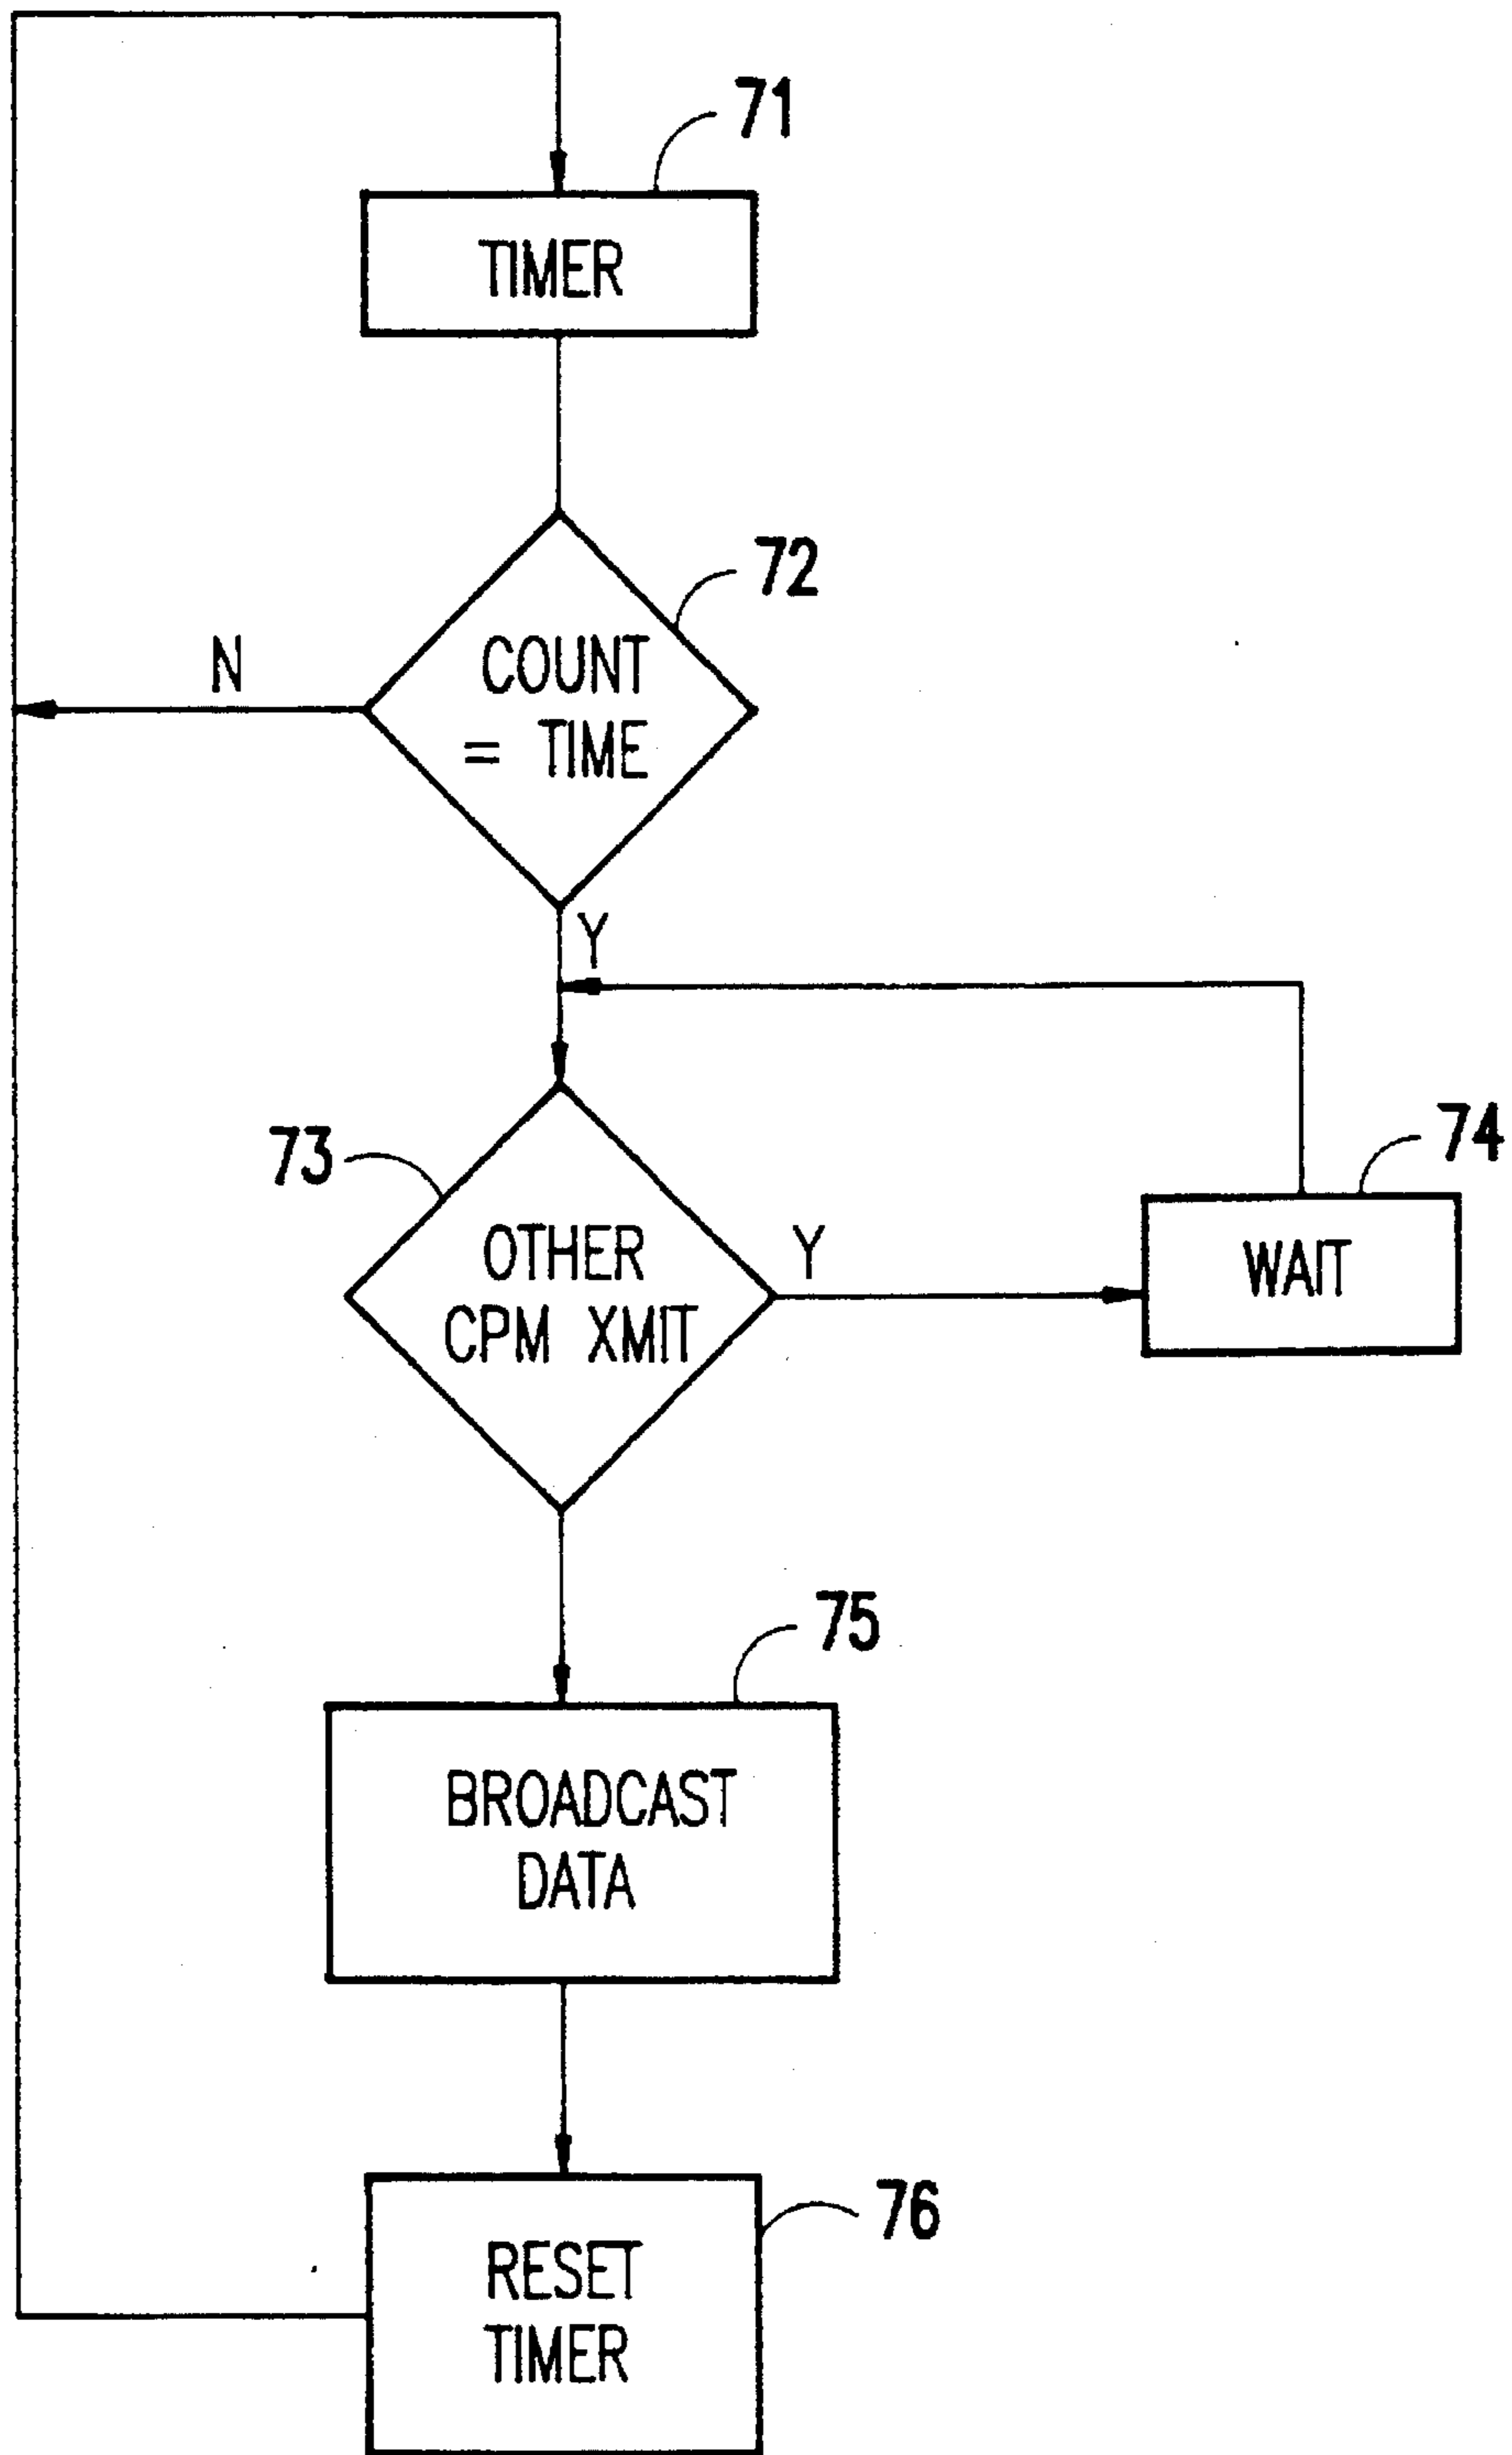 71
TIMER
72
COUNT
= TIME
N
Y
73
OTHER
CPM XMIT
Y
74
WAIT
75
BROADCAST
DATA
76
RESET
TIMER